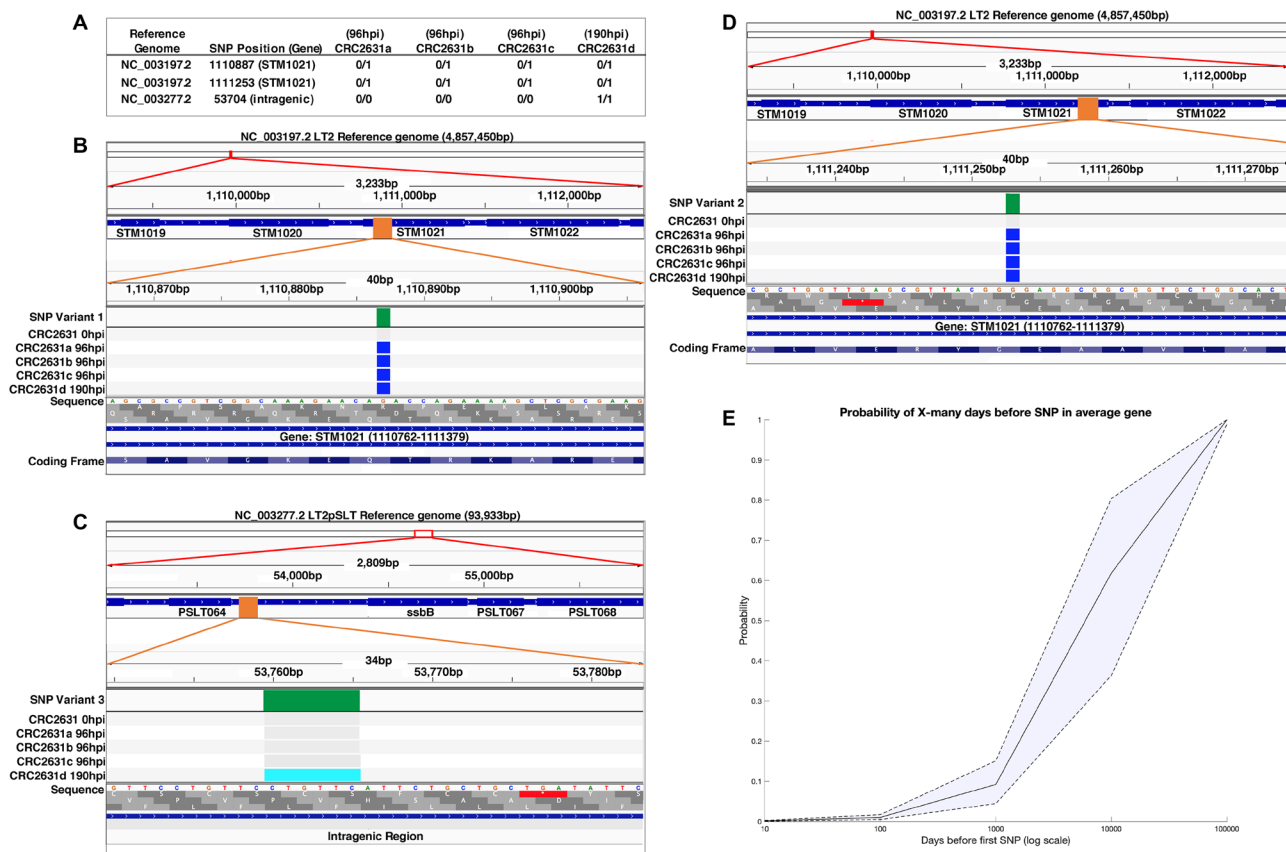 A
Reference Genome	SNP Position (Gene)	(96hpi) CRC2631a	(96hpi) CRC2631b	(96hpi) CRC2631c	(190hpi) CRC2631d
NC_003197.2	1110887 (STM1021)	0/1	0/1	0/1	0/1
NC_003197.2	1111253 (STM1021)	0/1	0/1	0/1	0/1
NC_003277.2	53704 (intragenic)	0/0	0/0	0/0	1/1
B
NC_003197.2 LT2 Reference genome (4,857,450bp)
3,233bp
1,110,000bp	1,111,000bp	1,112,000bp
STM1019	STM1020	STM1021	STM1022
40bp
1,110,870bp	1,110,880bp	1,110,890bp	1,110,900bp
SNP Variant 1
CRC2631 0hpi
CRC2631a 96hpi
CRC2631b 96hpi
CRC2631c 96hpi
CRC2631d 190hpi
Sequence	A G C G C C G T C G G C A A A G A A C A G A C C A G A A A A G C T C G C G A A G
Gene: STM1021 (1110762-1111379)
Coding Frame	S A V G K E Q T R K A R E
C
NC_003277.2 LT2pSLT Reference genome (93,933bp)
2,809bp
54,000bp	55,000bp
PSLT064	ssbB	PSLT067	PSLT068
34bp
53,760bp	53,770bp	53,780bp
SNP Variant 3
CRC2631 0hpi
CRC2631a 96hpi
CRC2631b 96hpi
CRC2631c 96hpi
CRC2631d 190hpi
Sequence	G T T C C T G T T C C T G T T C A T T C T G C T G C T G A T A T T C
Intragenic Region
D
NC_003197.2 LT2 Reference genome (4,857,450bp)
3,233bp
1,110,000bp	1,111,000bp	1,112,000bp
STM1019	STM1020	STM1021	STM1022
40bp
1,111,240bp	1,111,250bp	1,111,260bp	1,111,270bp
SNP Variant 2
CRC2631 0hpi
CRC2631a 96hpi
CRC2631b 96hpi
CRC2631c 96hpi
CRC2631d 190hpi
Sequence	C G C T G G T T G A G C G T T A C G G G G A G G C G G C G G T G C T G G C A C
Gene: STM1021 (1110762-1111379)
Coding Frame	A L V E R Y G E A A V L A
E
Probability of X-many days before SNP in average gene
1
0.9
0.8
0.7
0.6
0.5
0.4
0.3
0.2
0.1
0
Probability
10	100	1000	10000	100000
Days before first SNP (log scale)